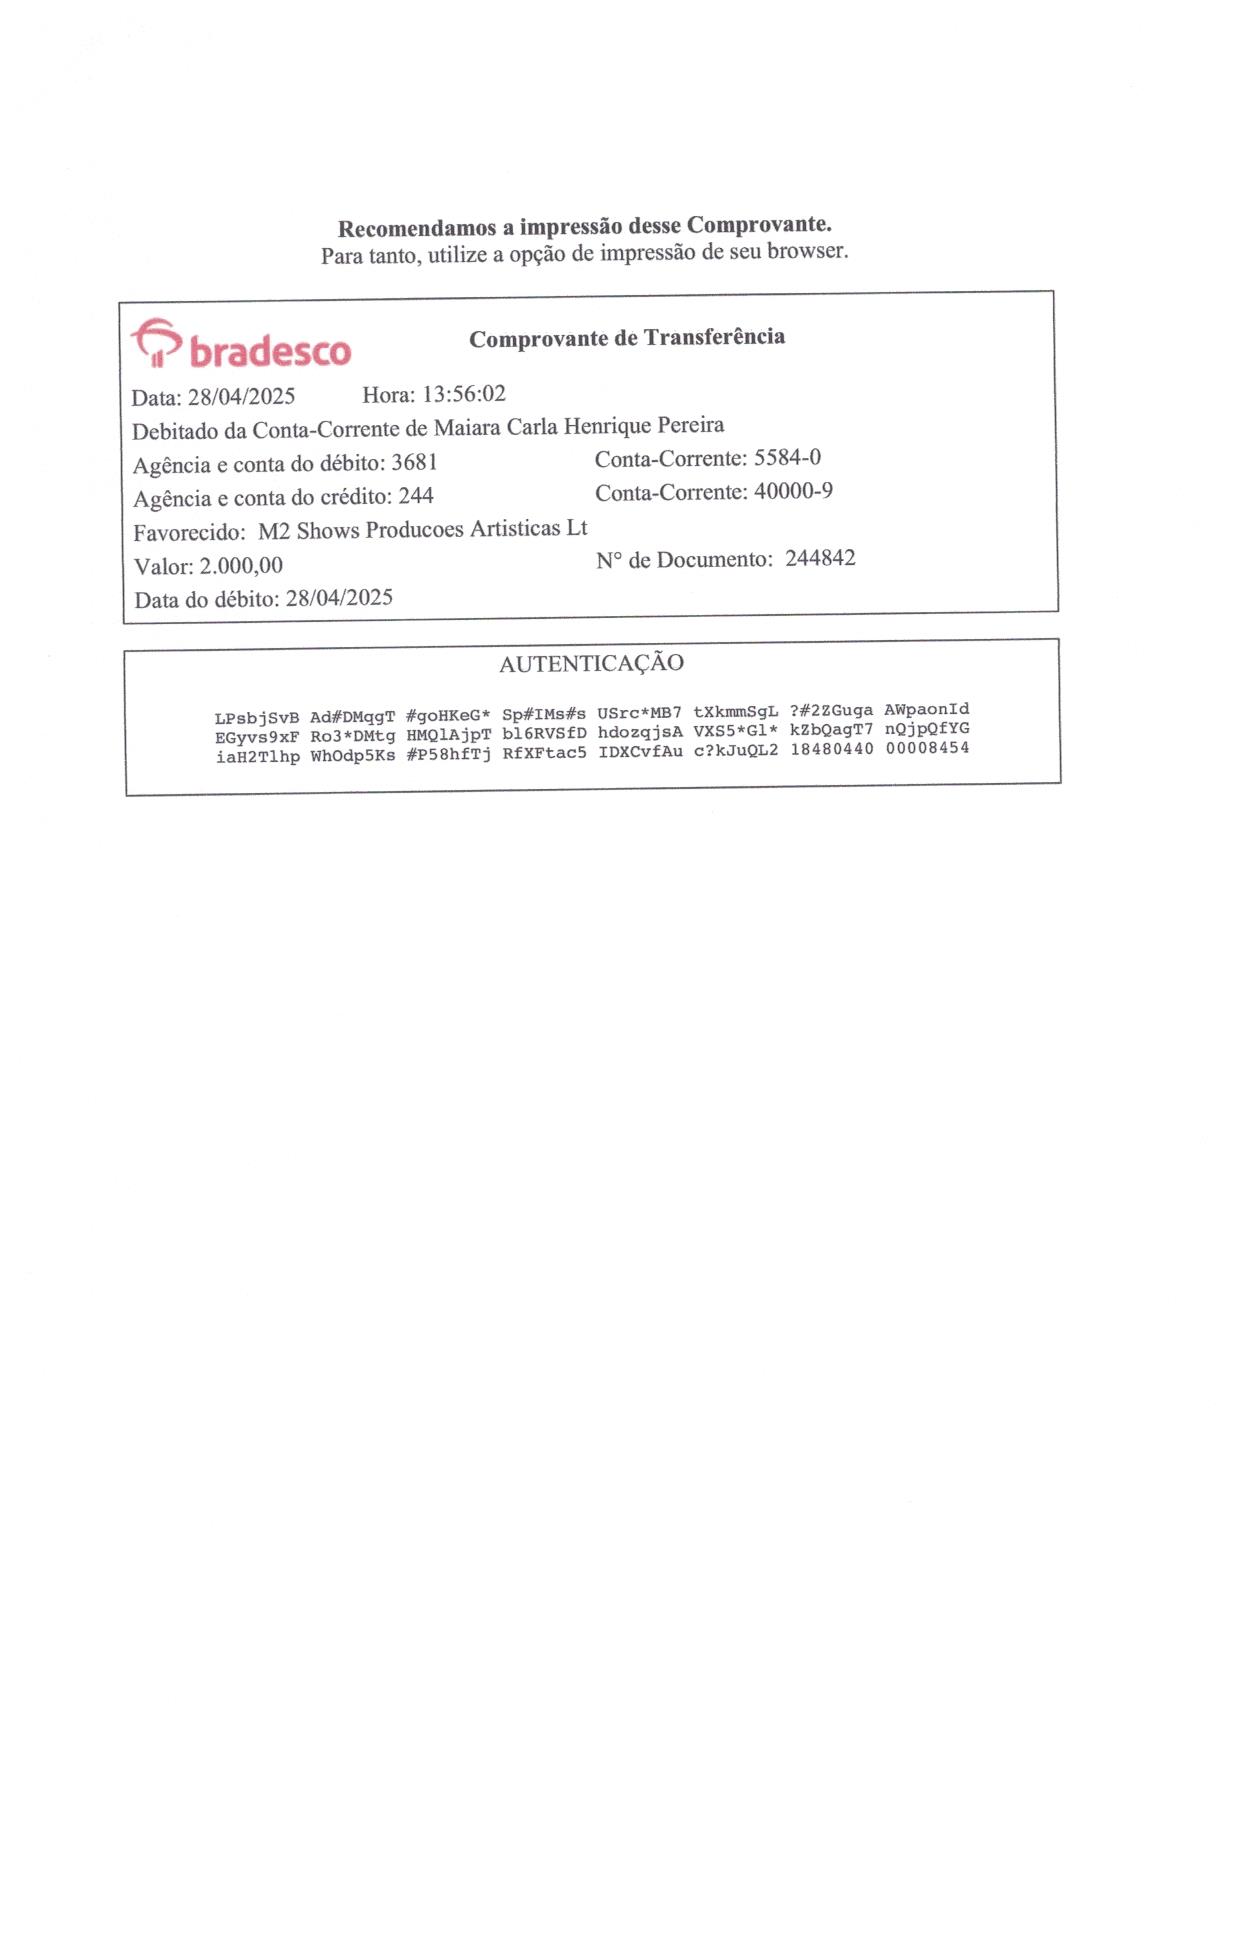 Recomendamos a impressão desse Comprovante.
Para tanto, utilize a opção de impressão de seu browser.
bradesco
Comprovante de Transferência
Data: 28/04/2025 Hora: 13:56:02
Debitado da Conta-Corrente de Maiara Carla Henrique Pereira
Agência e conta do débito: 3681 Conta-Corrente: 5584-0
Agência e conta do crédito: 244 Conta-Corrente: 40000-9
Favorecido: M2 Shows Producoes Artisticas Lt
Valor: 2.000,00 N° de Documento: 244842
Data do débito: 28/04/2025
AUTENTICAÇÃO
LPsbjSvB Ad#DMqgT #goHKeG* Sp#IMs#s USrc*MB7 tXkmmSgL ?#2ZGuga AWpaonId
EGyvs9xF Ro3*DMtg HMQlAjpT bl6RVSfD hdozqjsA VXS5*Gl* kZbQagT7 nQjpQfYG
iaH2Tlhp WhOdp5Ks #P58hfTj RfXFtac5 IDXCvfAu c?kJuQL2 18480440 00008454